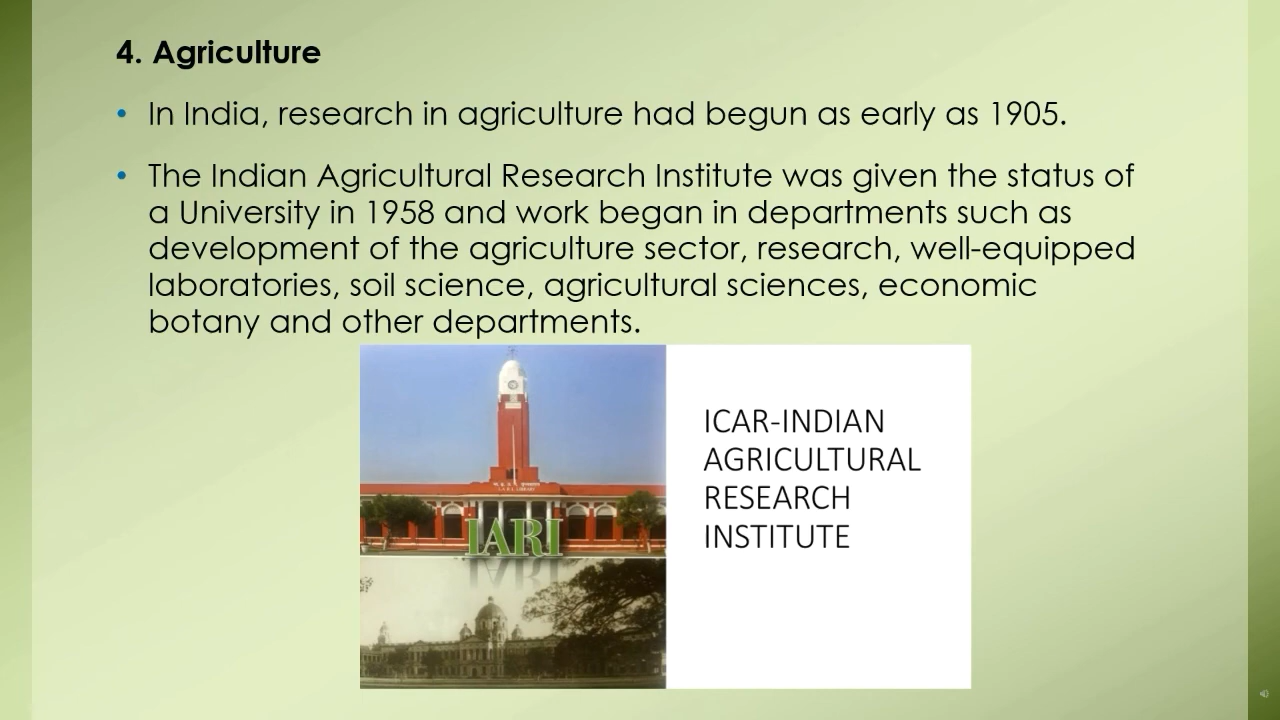 4. Agriculture
• In India, research in agriculture had begun as early as 1905.
• The Indian Agricultural Research Institute was given the status of
a University in 1958 and work began in departments such as
development of the agriculture sector, research, well-equipped
laboratories, soil science, agricultural sciences, economic
botany and other departments.
ICAR-INDIAN
AGRICULTURAL
RESEARCH
INSTITUTE
IARI